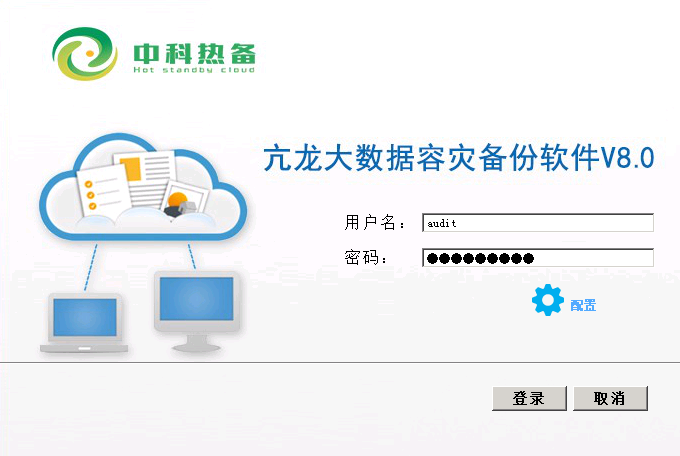 中科热备
Hot standby cloud
亢龙大数据容灾备份软件V8.0
用户名： audit
密码： ●●●●●●●●●
配置
登录 取消